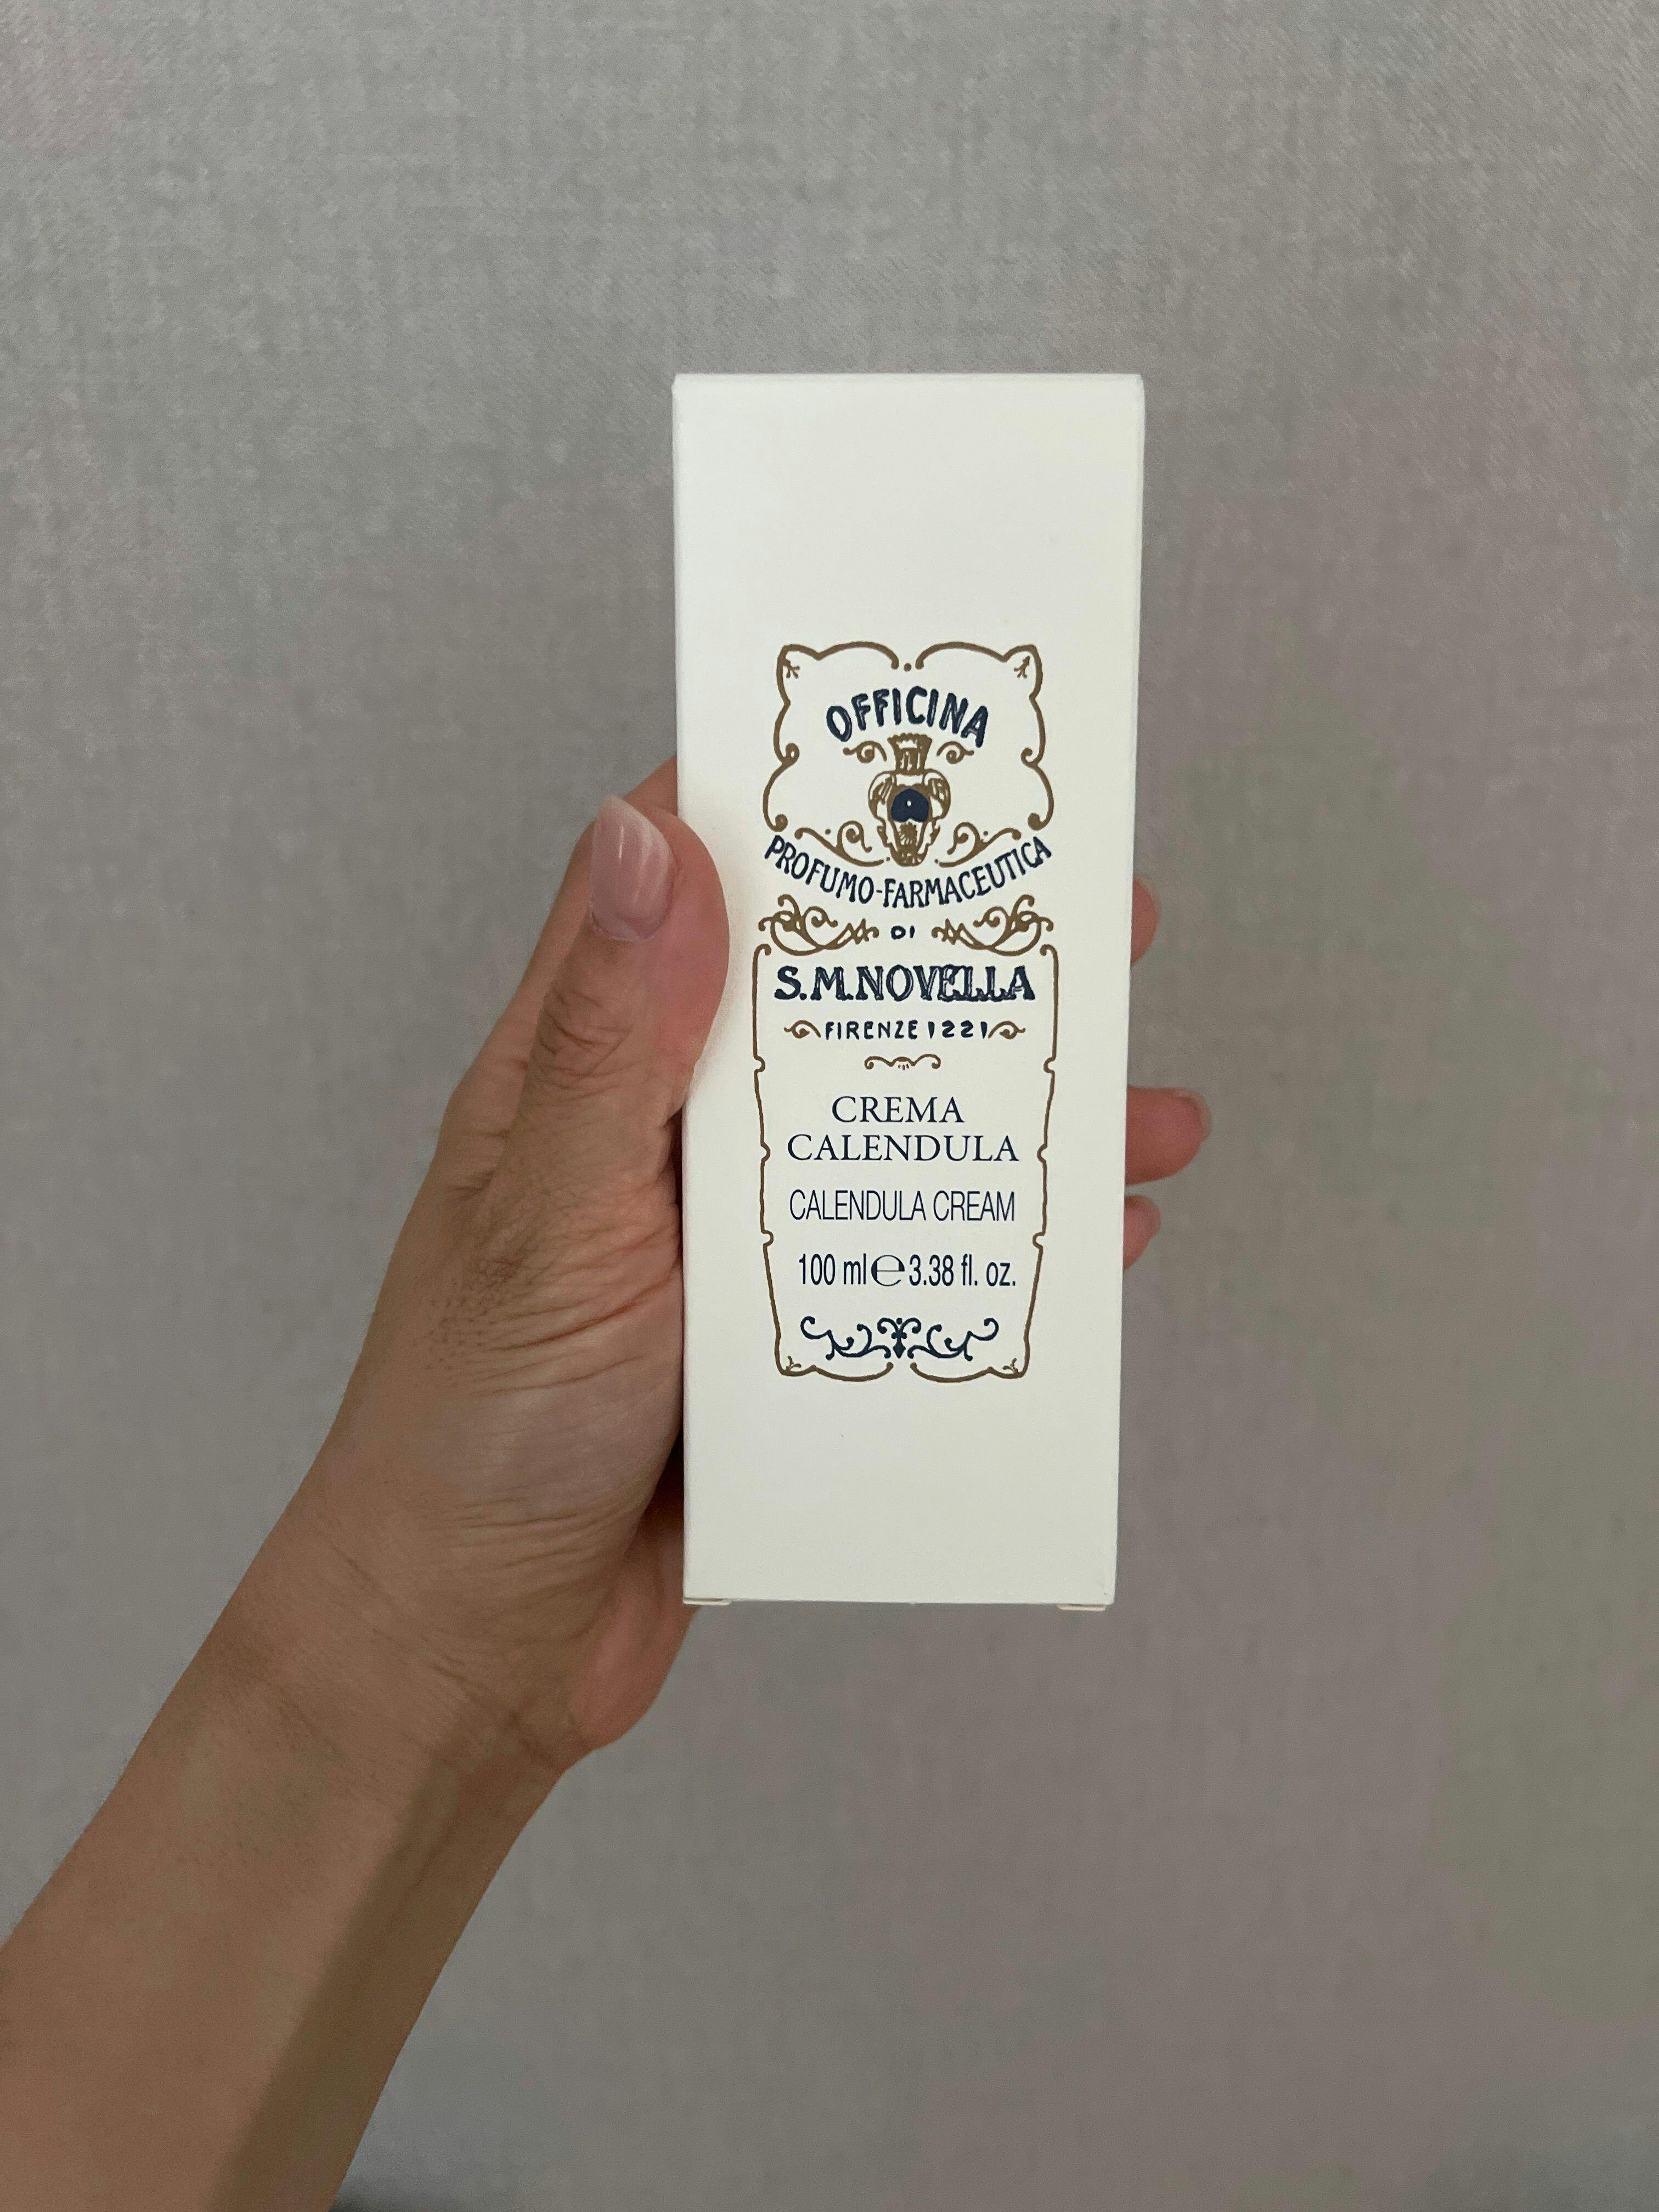 OFFICINA
PROFUMO-FARMACEUTICA
DI
S.M.NOVELLA
FIRENZE 1221
CREMA
CALENDULA
CALENDULA CREAM
100 ml ℮ 3.38 fl. oz.